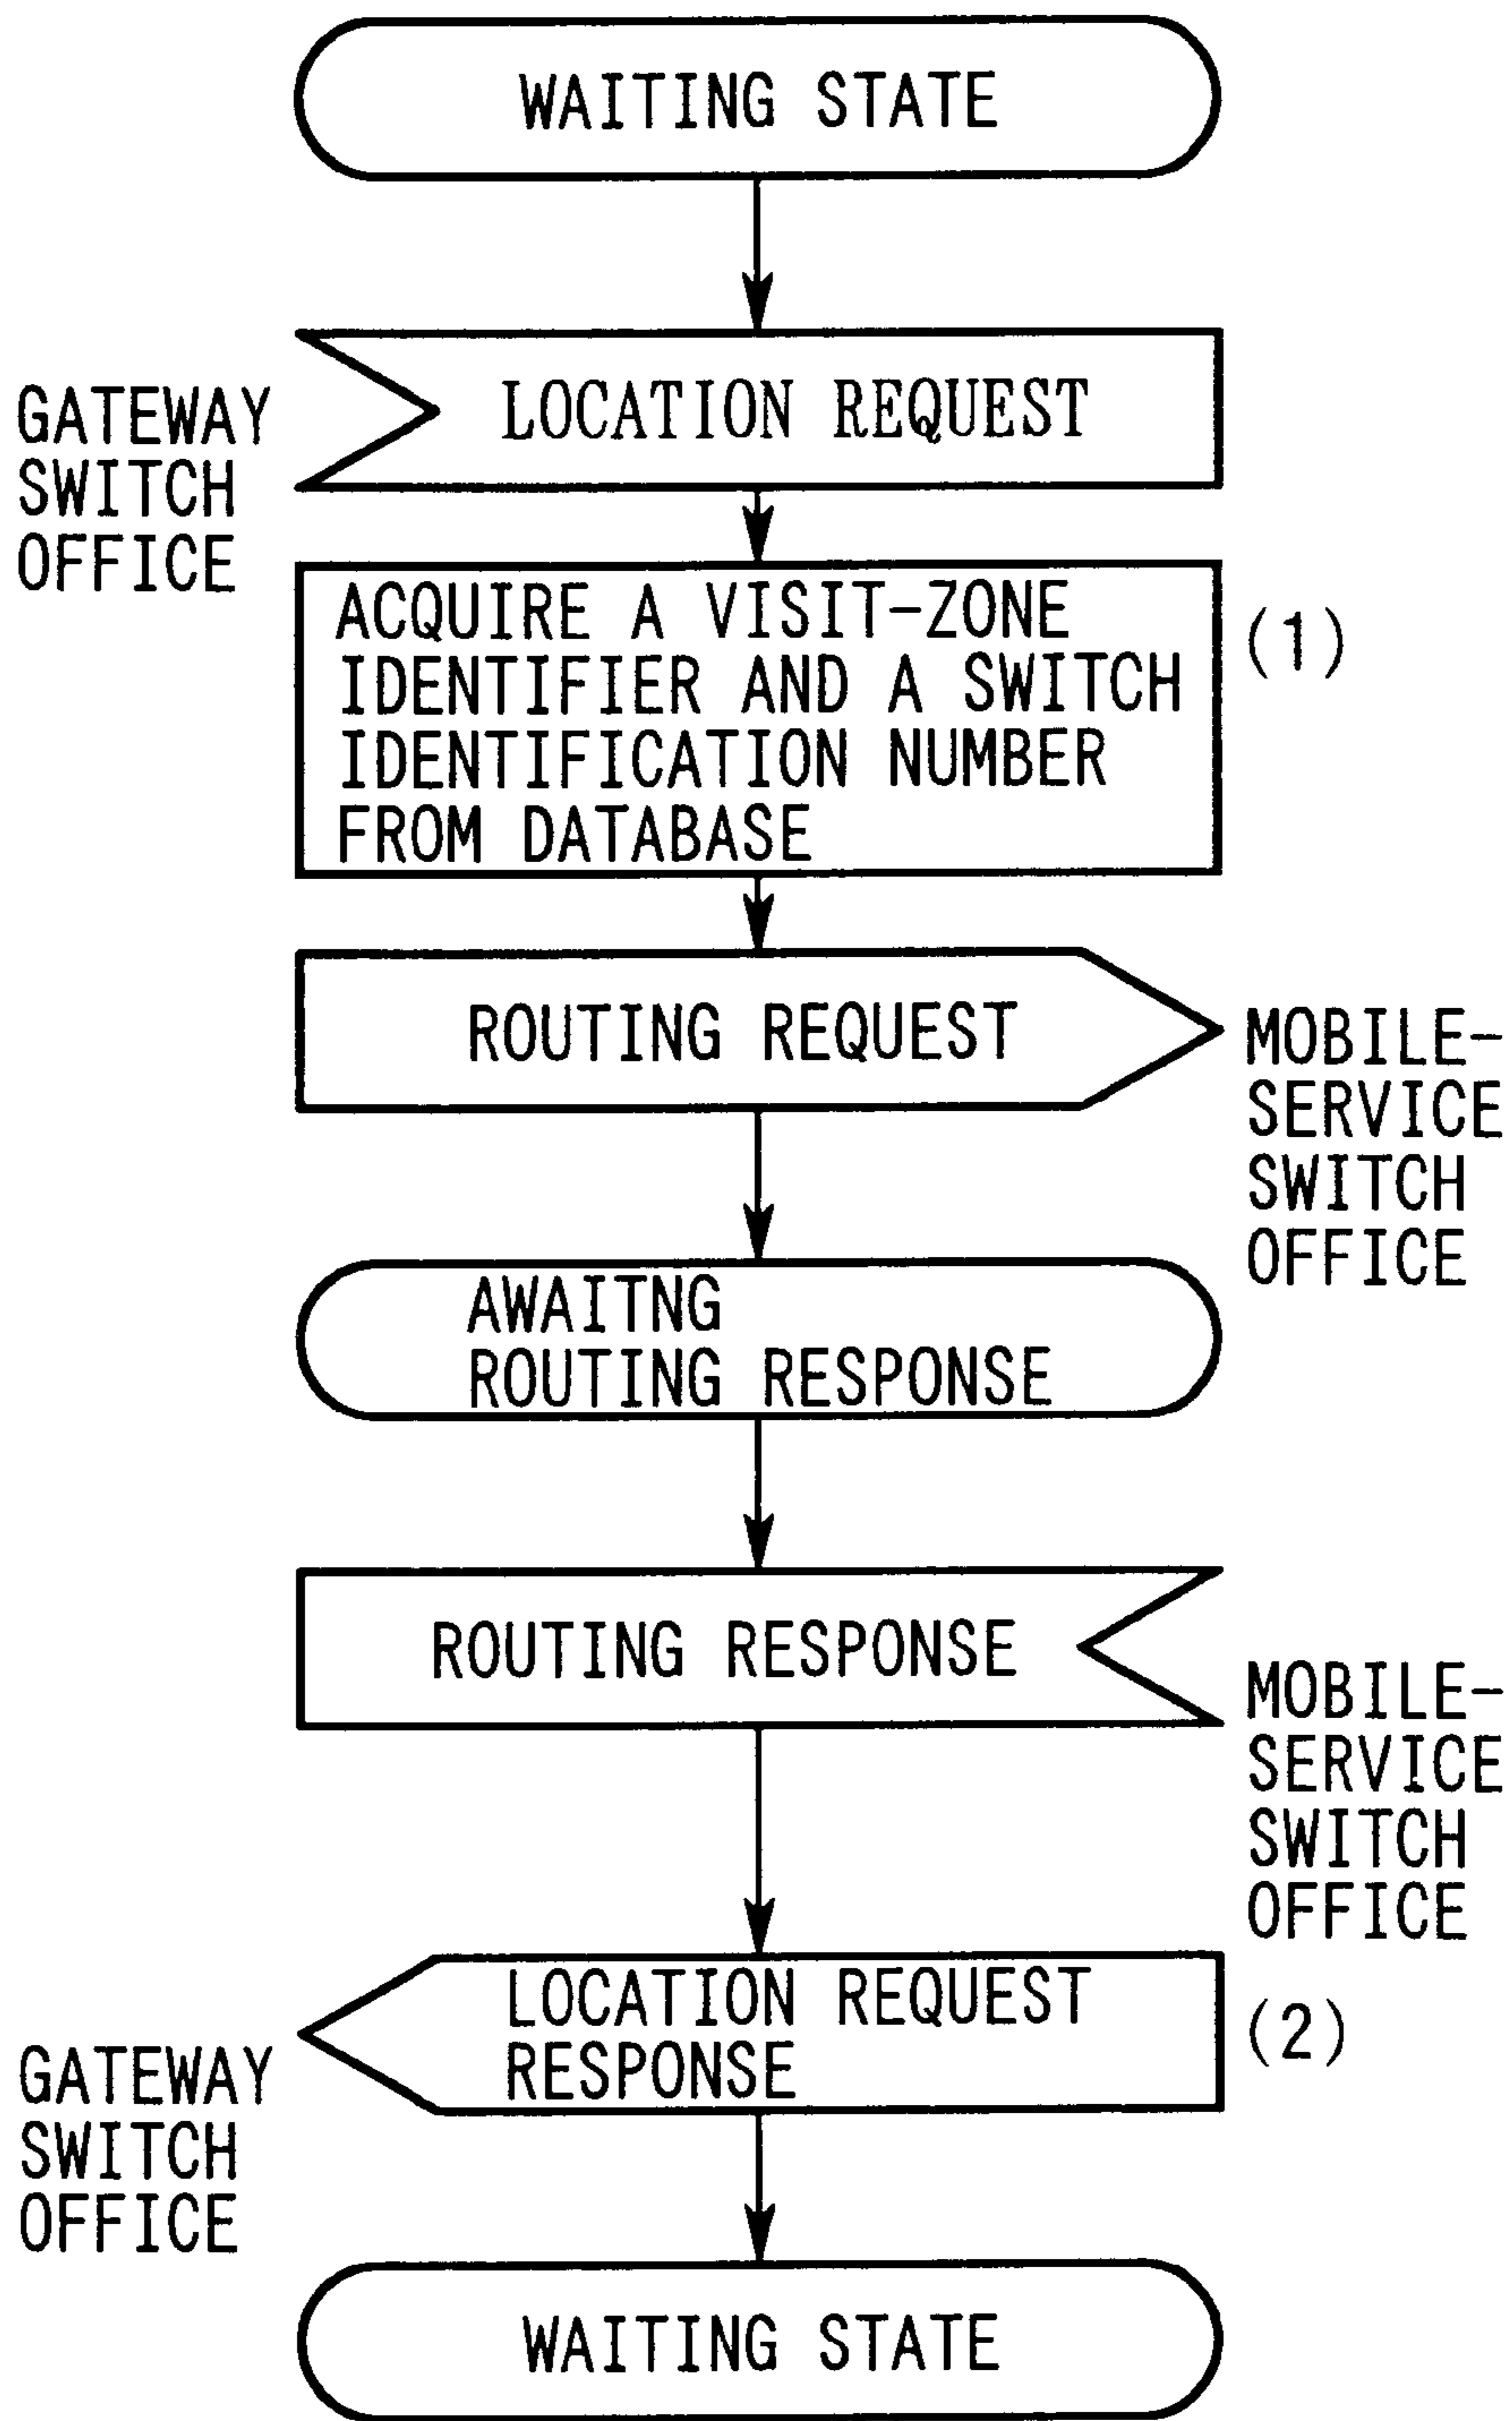 WAITING STATE
LOCATION REQUEST
GATEWAY
SWITCH
OFFICE
ACQUIRE A VISIT-ZONE
IDENTIFIER AND A SWITCH
IDENTIFICATION NUMBER
FROM DATABASE
(1)
ROUTING REQUEST
MOBILE-
SERVICE
SWITCH
OFFICE
AWAITNG
ROUTING RESPONSE
ROUTING RESPONSE
MOBILE-
SERVICE
SWITCH
OFFICE
LOCATION REQUEST
RESPONSE
(2)
GATEWAY
SWITCH
OFFICE
WAITING STATE